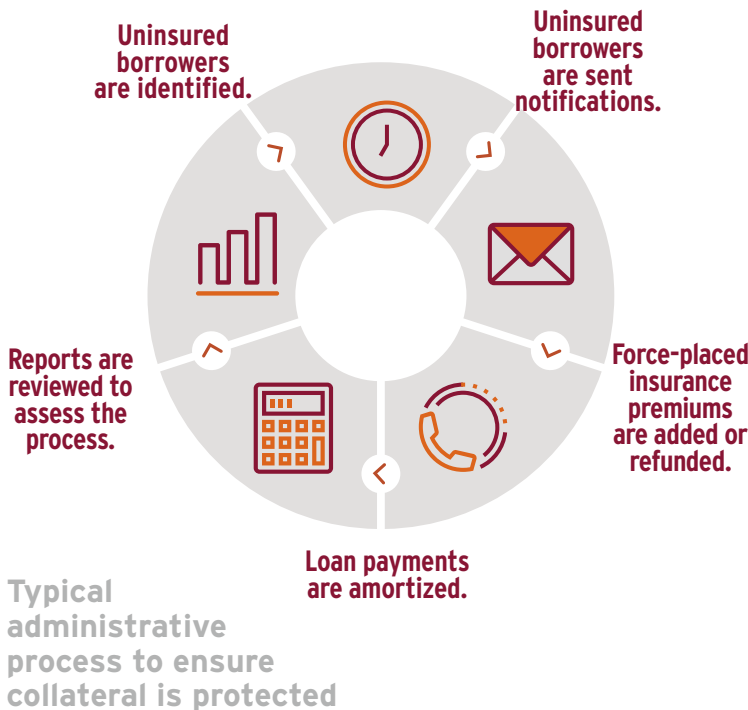 Uninsured
borrowers
are identified.
Uninsured
borrowers
are sent
notifications.
Force-placed
insurance
premiums
are added or
refunded.
Loan payments
are amortized.
Reports are
reviewed to
assess the
process.
Typical
administrative
process to ensure
collateral is protected